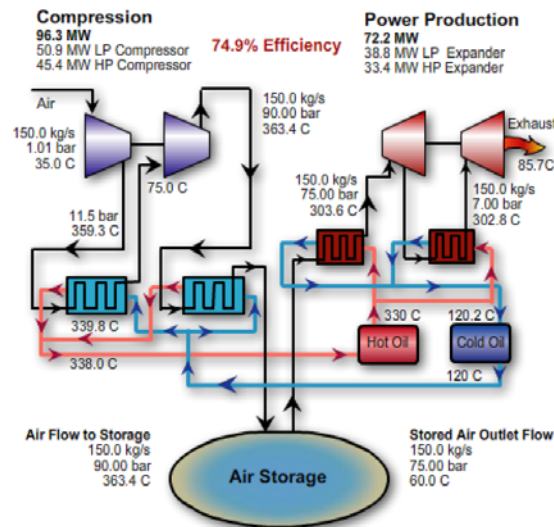 Compression
96.3 MW
50.9 MW LP Compressor
45.4 MW HP Compressor
74.9% Efficiency
Power Production
72.2 MW
38.8 MW LP Expander
33.4 MW HP Expander
Air
150.0 kg/s
1.01 bar
35.0 C
75.0 C
150.0 kg/s
90.00 bar
363.4 C
11.5 bar
359.3 C
150.0 kg/s
75.00 bar
303.6 C
Exhaust
85.7C
150.0 kg/s
7.00 bar
302.8 C
339.8 C
338.0 C
330 C
120.2 C
Hot Oil
Cold Oil
120 C
Air Flow to Storage
150.0 kg/s
90.00 bar
363.4 C
Air Storage
Stored Air Outlet Flow
150.0 kg/s
75.00 bar
60.0 C